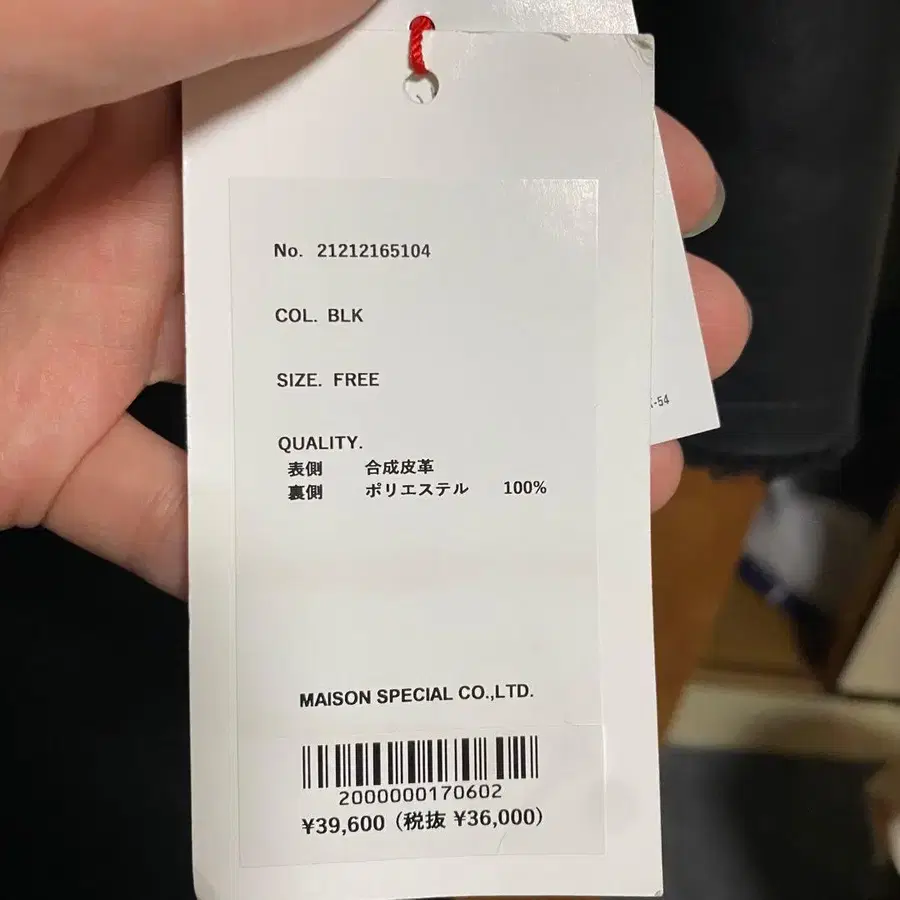 No. 21212165104
COL. BLK
SIZE. FREE
QUALITY.
表側 合成皮革
裏側 ポリエステル 100%
-54
MAISON SPECIAL CO.,LTD.
2000000170602
¥39,600 (税抜 ¥36,000)